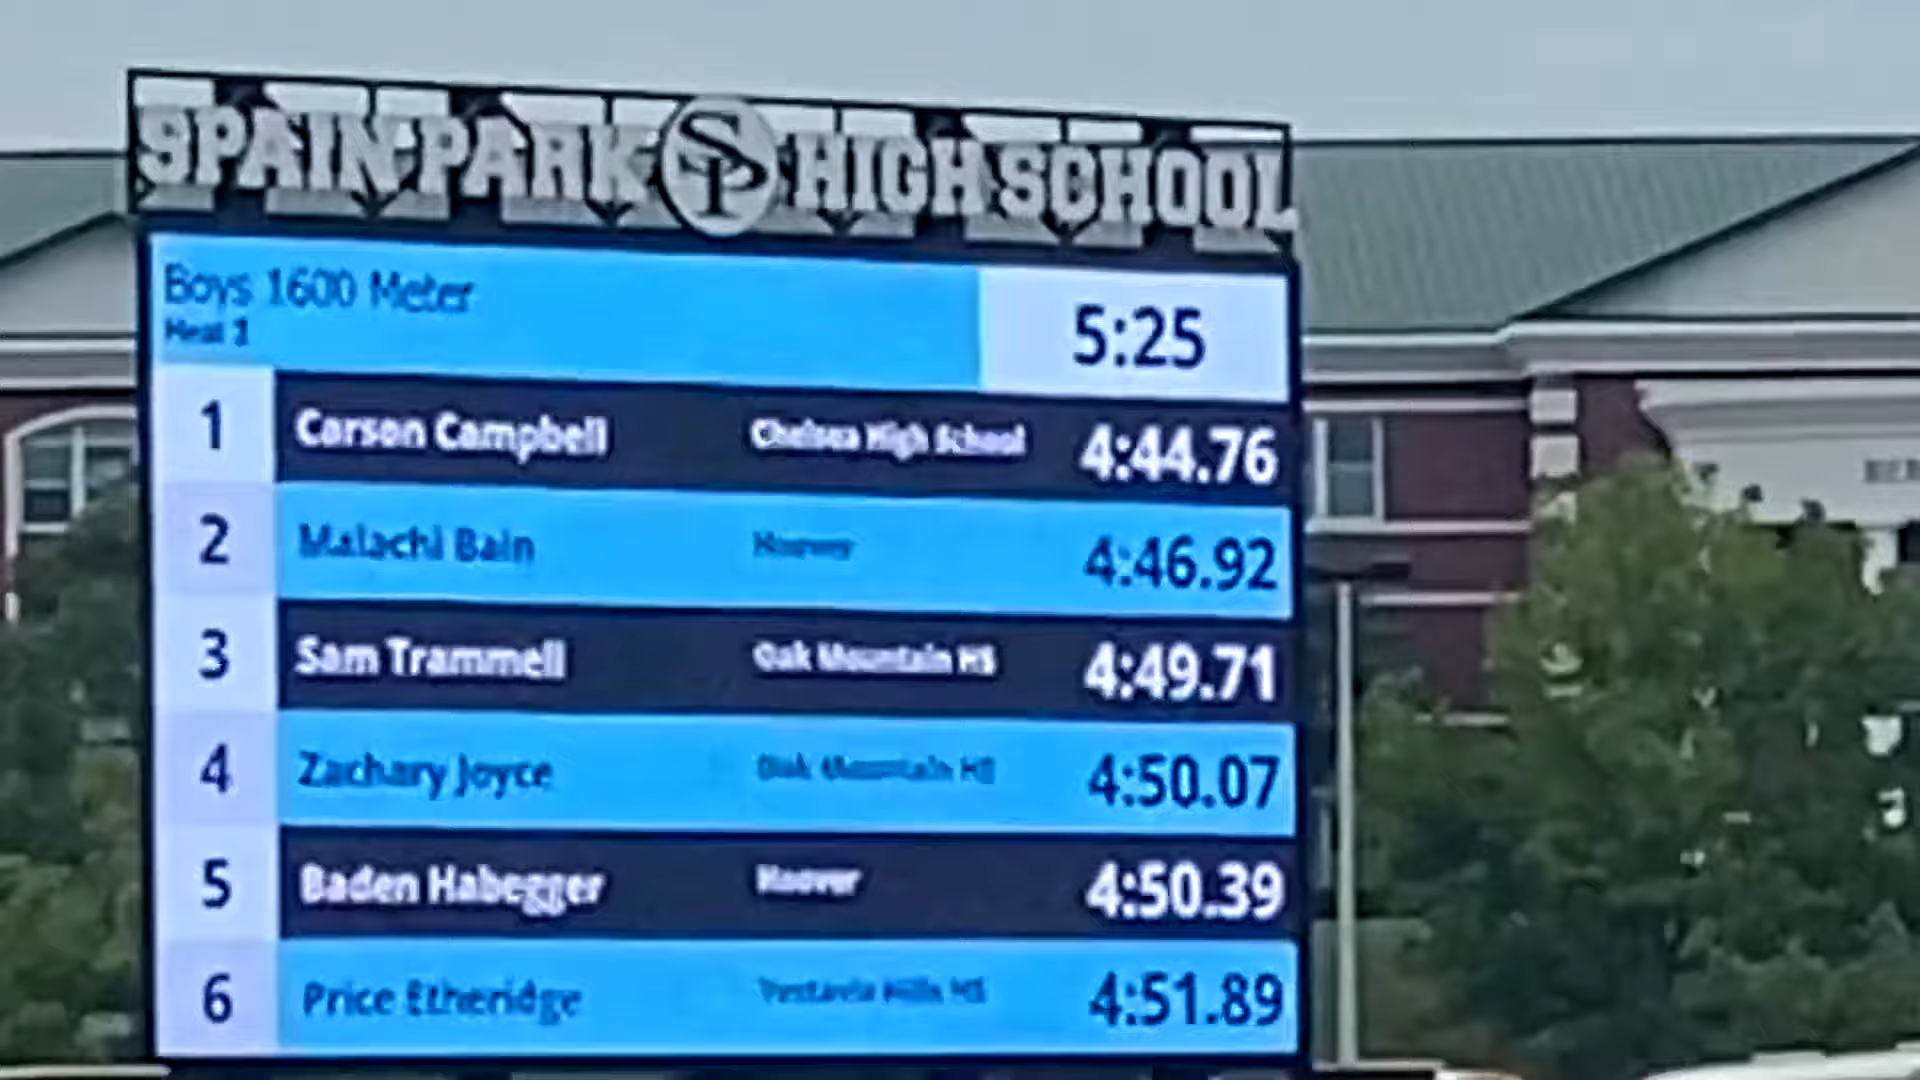 SPAIN PARK SP HIGH SCHOOL
Boys 1600 Meter
Heat
5:25
1 Carson Campbell Chelsea High School 4:44.76
2 Malachi Bain Hoover 4:46.92
3 Sam Trammell Oak Mountain HS 4:49.71
4 Zachary Joyce Oak Mountain HS 4:50.07
5 Baden Habegger Hoover 4:50.39
6 Price Etheridge Vestavia Hills HS 4:51.89